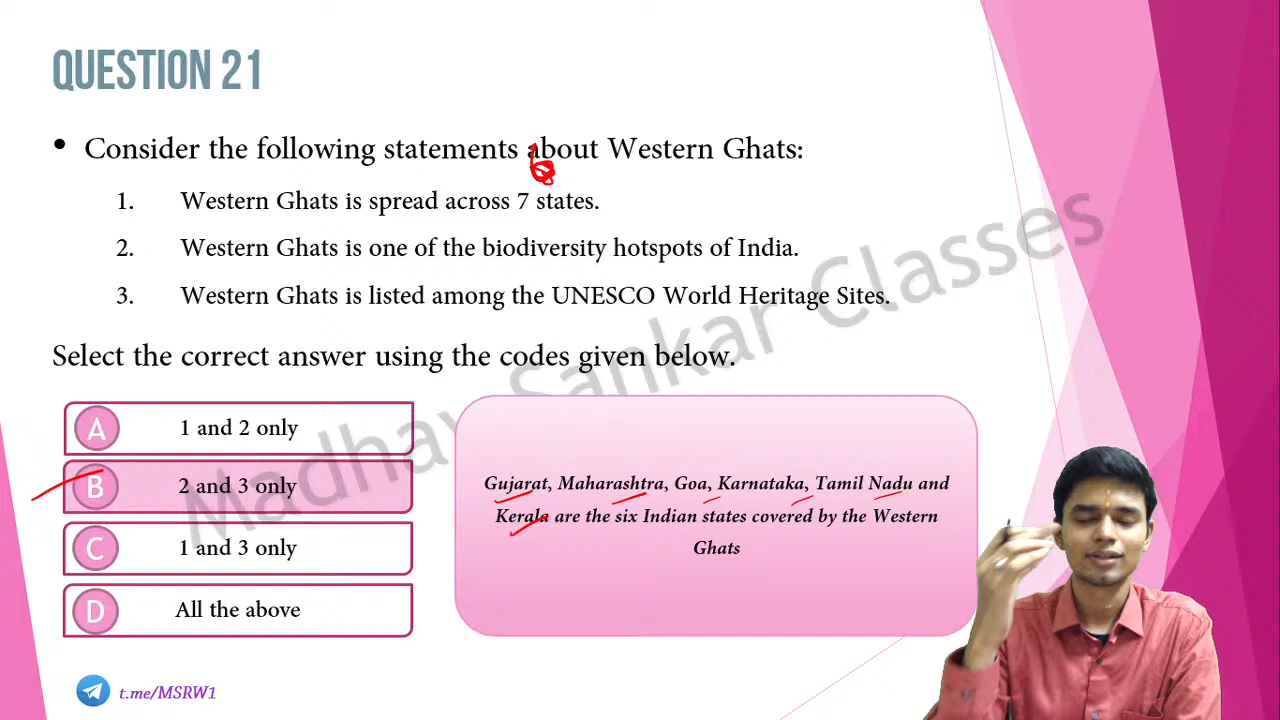 QUESTION 21
• Consider the following statements about Western Ghats:
6
1. Western Ghats is spread across 7 states.
2. Western Ghats is one of the biodiversity hotspots of India.
3. Western Ghats is listed among the UNESCO World Heritage Sites.
Select the correct answer using the codes given below.
A 1 and 2 only
B 2 and 3 only
C 1 and 3 only
D All the above
Gujarat, Maharashtra, Goa, Karnataka, Tamil Nadu and
Kerala are the six Indian states covered by the Western
Ghats
Madhav Sankar Classes
t.me/MSRW1